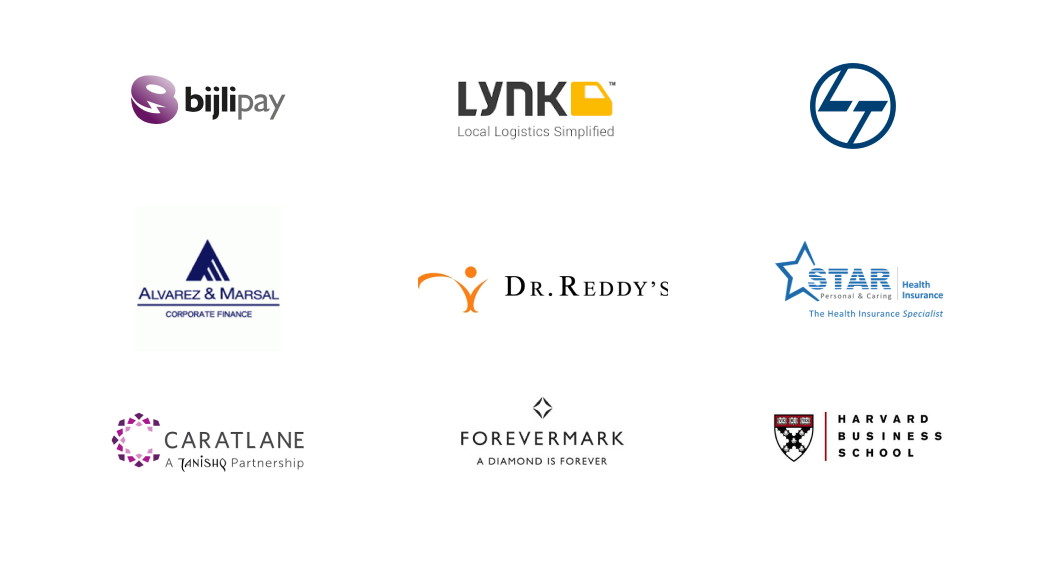 bijlipay
LYNK™
Local Logistics Simplified
LT
ALVAREZ & MARSAL
CORPORATE FINANCE
DR. REDDY'S
STAR
Personal & Caring
Health
Insurance
The Health Insurance Specialist
CARATLANE
A TANISHQ Partnership
FOREVERMARK
A DIAMOND IS FOREVER
HARVARD
BUSINESS
SCHOOL